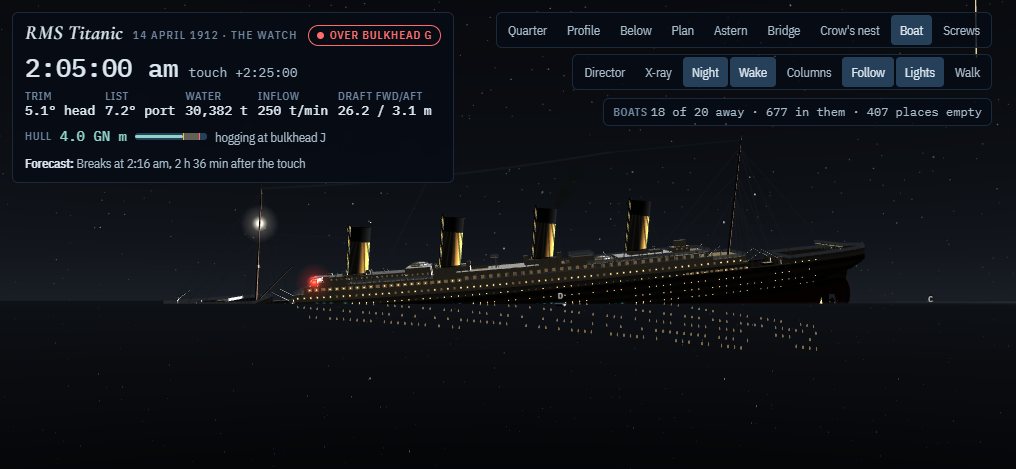 RMS Titanic 14 APRIL 1912 · THE WATCH OVER BULKHEAD G
2:05:00 am touch +2:25:00
TRIM LIST WATER INFLOW DRAFT FWD/AFT
5.1° head 7.2° port 30,382 t 250 t/min 26.2 / 3.1 m
HULL 4.0 GN m hogging at bulkhead J
Forecast: Breaks at 2:16 am, 2 h 36 min after the touch
Quarter Profile Below Plan Astern Bridge Crow's nest Boat Screws
Director X-ray Night Wake Columns Follow Lights Walk
BOATS 18 of 20 away · 677 in them · 407 places empty
D
C